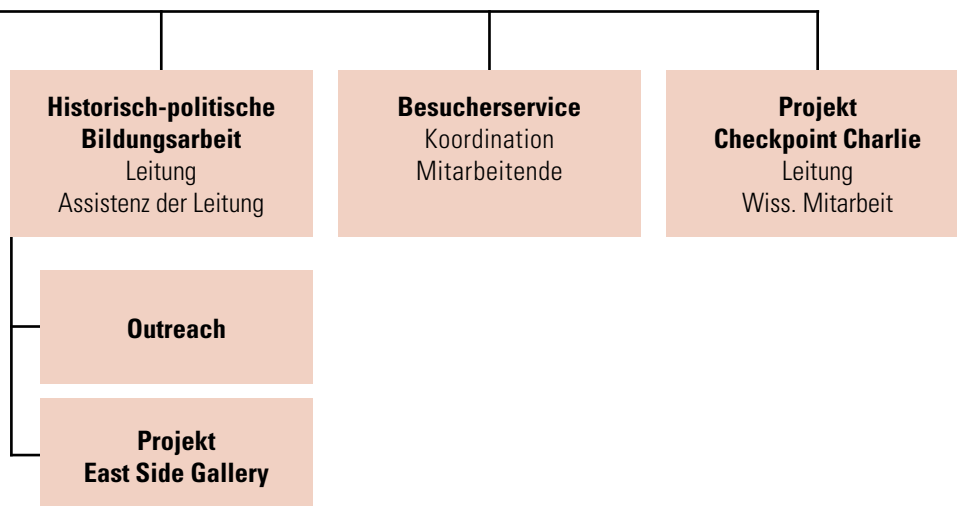 Historisch-politische
Bildungsarbeit
Leitung
Assistenz der Leitung
Besucherservice
Koordination
Mitarbeitende
Projekt
Checkpoint Charlie
Leitung
Wiss. Mitarbeit
Outreach
Projekt
East Side Gallery